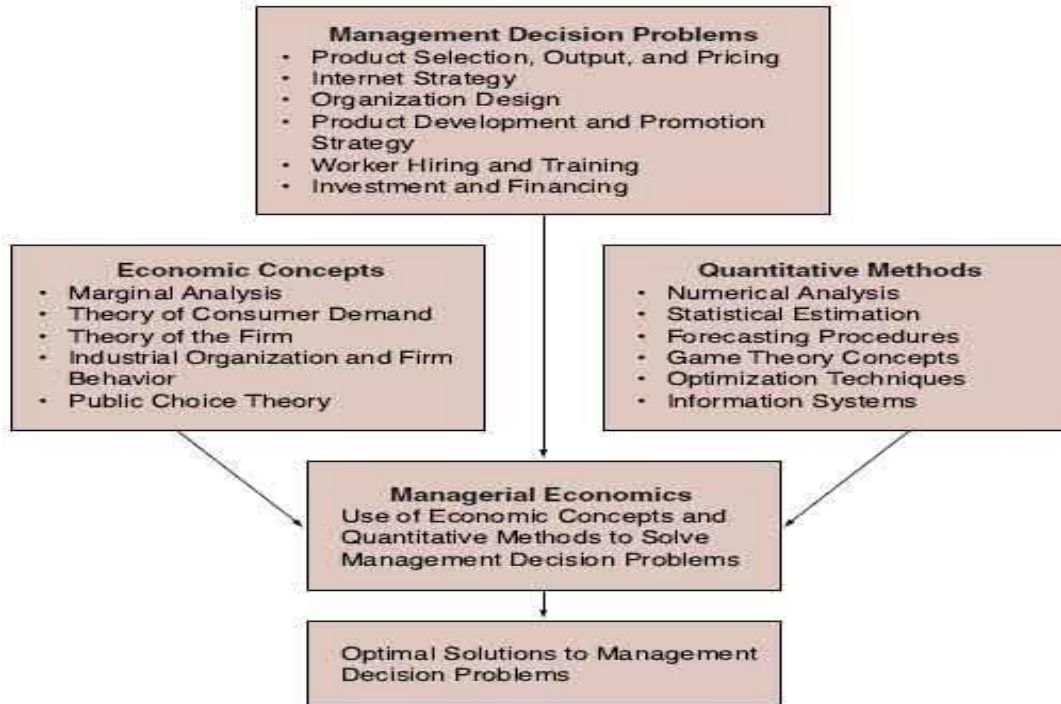 Management Decision Problems
• Product Selection, Output, and Pricing
• Internet Strategy
• Organization Design
• Product Development and Promotion
Strategy
• Worker Hiring and Training
• Investment and Financing
Economic Concepts
• Marginal Analysis
• Theory of Consumer Demand
• Theory of the Firm
• Industrial Organization and Firm
Behavior
• Public Choice Theory
Quantitative Methods
• Numerical Analysis
• Statistical Estimation
• Forecasting Procedures
• Game Theory Concepts
• Optimization Techniques
• Information Systems
Managerial Economics
Use of Economic Concepts and
Quantitative Methods to Solve
Management Decision Problems
Optimal Solutions to Management
Decision Problems